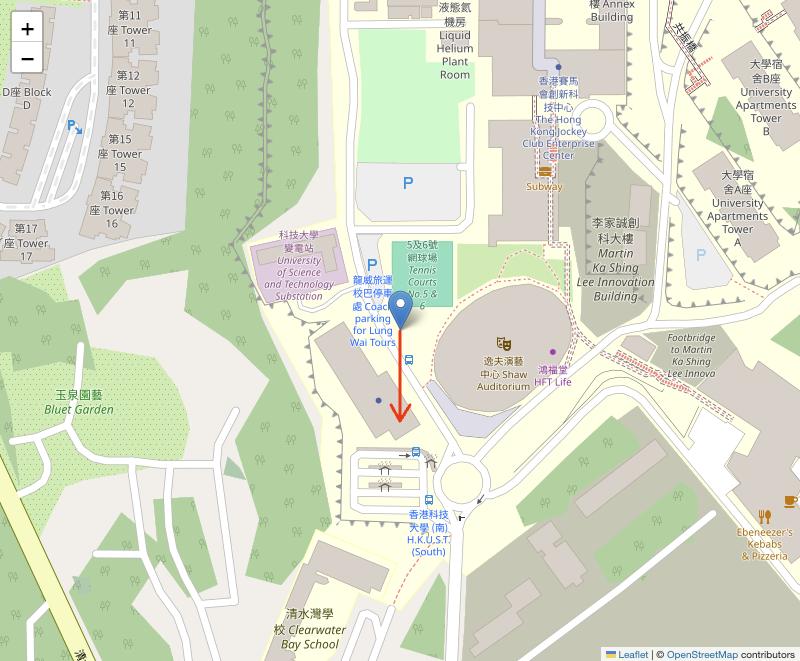 +
−
第11
座 Tower
11
D座 Block
D
第12
座 Tower
12
第15
座 Tower
15
第16
座 Tower
16
第17
座 Tower
17
液態氦
機房
Liquid
Helium
Plant
Room
樓 Annex
Building
共振橋
香港賽馬
會創新科
技中心
The Hong
Kong Jockey
Club Enterprise
Center
Subway
大學宿
舍B座
University
Apartments
Tower
B
大學宿
舍A座
University
Apartments
Tower
A
P
P
P
P
科技大學
變電站
University
of Science
and Technology
Substation
5及6號
網球場
Tennis
Courts
No.5 &
6
龍威旅運
校巴停車
處 Coach
parking
for Lung
Wai Tours
李家誠創
科大樓
Martin
Ka Shing
Lee Innovation
Building
Footbridge
to Martin
Ka Shing
Lee Innova
逸夫演藝
中心 Shaw
Auditorium
鴻福堂
HFT Life
玉泉園藝
Bluet Garden
香港科技
大學 (南)
H.K.U.S.T.
(South)
Ebeneezer's
Kebabs
& Pizzeria
清水灣學
校 Clearwater
Bay School
Leaflet | © OpenStreetMap contributors